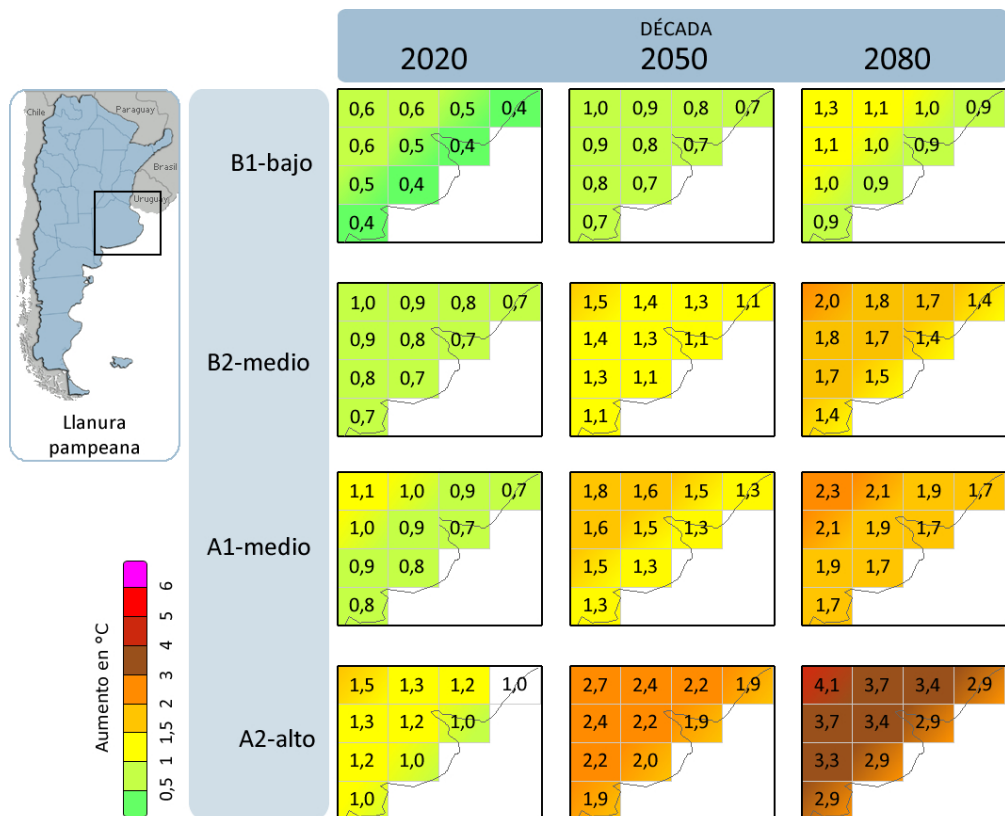 DÉCADA
2020 2050 2080
Chile
Paraguay
Brasil
Uruguay
Llanura
pampeana
B1-bajo
0,6 0,6 0,5 0,4
0,6 0,5 0,4
0,5 0,4
0,4
1,0 0,9 0,8 0,7
0,9 0,8 0,7
0,8 0,7
0,7
1,3 1,1 1,0 0,9
1,1 1,0 0,9
1,0 0,9
0,9
B2-medio
1,0 0,9 0,8 0,7
0,9 0,8 0,7
0,8 0,7
0,7
1,5 1,4 1,3 1,1
1,4 1,3 1,1
1,3 1,1
1,1
2,0 1,8 1,7 1,4
1,8 1,7 1,4
1,7 1,5
1,4
A1-medio
1,1 1,0 0,9 0,7
1,0 0,9 0,7
0,9 0,8
0,8
1,8 1,6 1,5 1,3
1,6 1,5 1,3
1,5 1,3
1,3
2,3 2,1 1,9 1,7
2,1 1,9 1,7
1,9 1,7
1,7
A2-alto
1,5 1,3 1,2 1,0
1,3 1,2 1,0
1,2 1,0
1,0
2,7 2,4 2,2 1,9
2,4 2,2 1,9
2,2 2,0
1,9
4,1 3,7 3,4 2,9
3,7 3,4 2,9
3,3 2,9
2,9
Aumento en °C
0,5 1 1,5 2 3 4 5 6